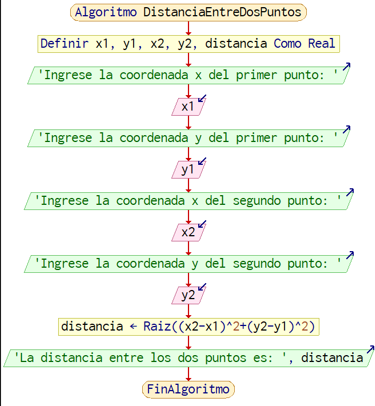 Algoritmo DistanciaEntreDosPuntos
Definir x1, y1, x2, y2, distancia Como Real
'Ingrese la coordenada x del primer punto: '
x1
'Ingrese la coordenada y del primer punto: '
y1
'Ingrese la coordenada x del segundo punto: '
x2
'Ingrese la coordenada y del segundo punto: '
y2
distancia ← Raiz((x2-x1)^2+(y2-y1)^2)
'La distancia entre los dos puntos es: ', distancia
FinAlgoritmo